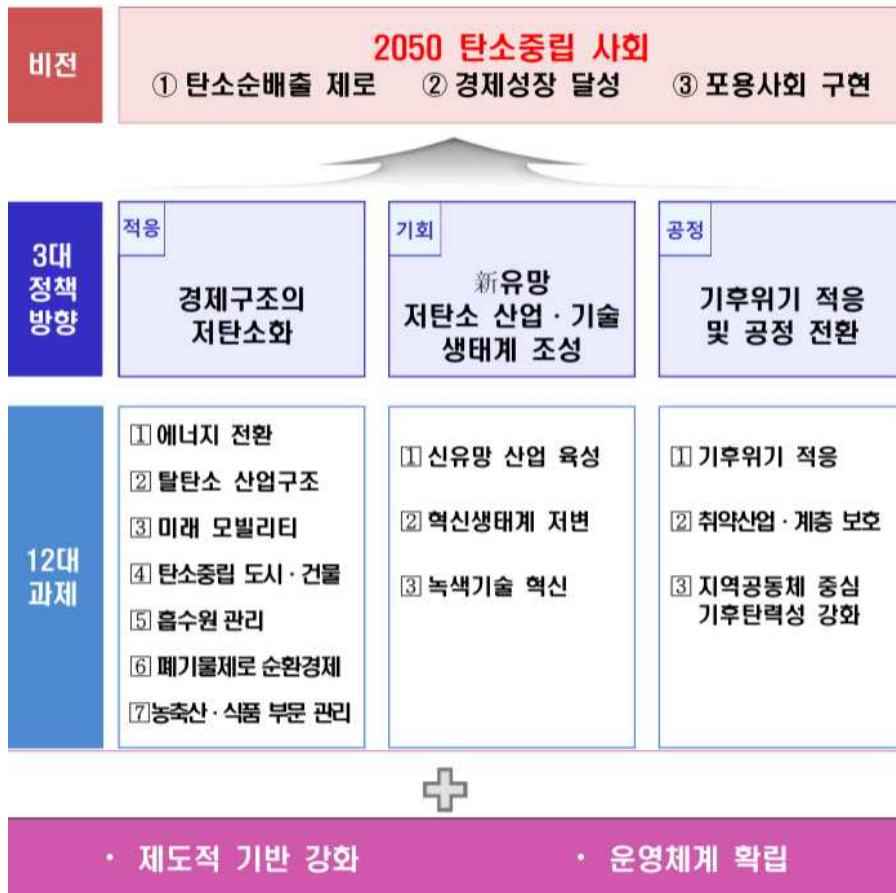 비전
2050 탄소중립 사회
① 탄소순배출 제로 ② 경제성장 달성 ③ 포용사회 구현
3대
정책
방향
적응
경제구조의
저탄소화
기회
新유망
저탄소 산업 · 기술
생태계 조성
공정
기후위기 적응
및 공정 전환
12대
과제
1 에너지 전환
2 탈탄소 산업구조
3 미래 모빌리티
4 탄소중립 도시 · 건물
5 흡수원 관리
6 폐기물제로 순환경제
7 농축산 · 식품 부문 관리
1 신유망 산업 육성
2 혁신생태계 저변
3 녹색기술 혁신
1 기후위기 적응
2 취약산업 · 계층 보호
3 지역공동체 중심
기후탄력성 강화
· 제도적 기반 강화 · 운영체계 확립